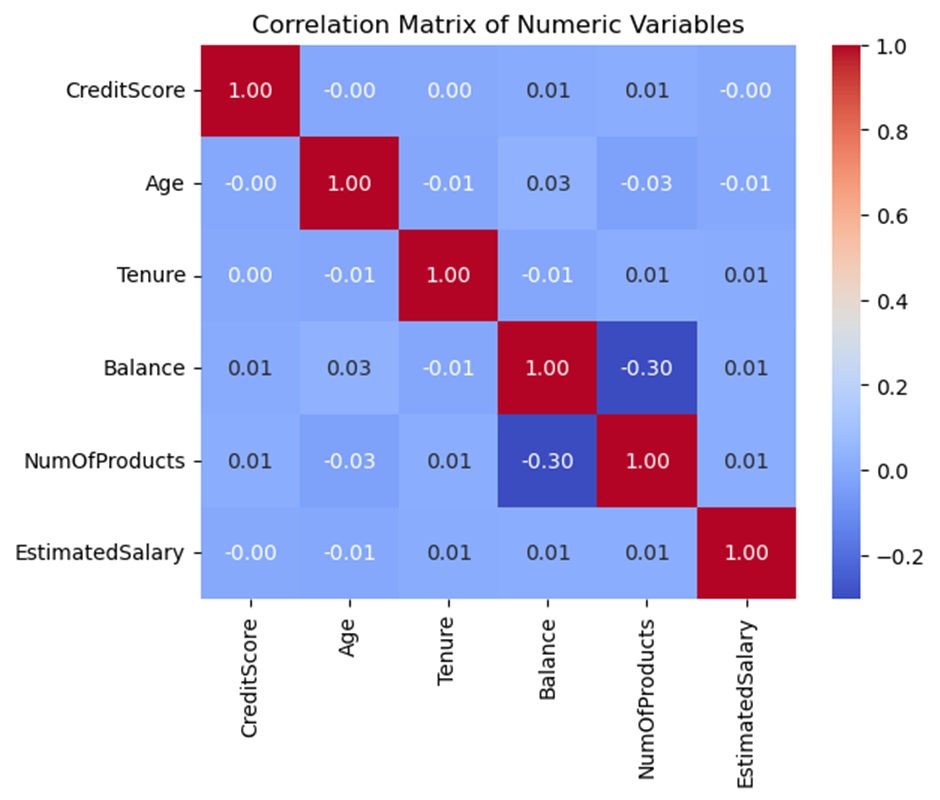 Correlation Matrix of Numeric Variables
CreditScore 1.00 -0.00 0.00 0.01 0.01 -0.00
Age -0.00 1.00 -0.01 0.03 -0.03 -0.01
Tenure 0.00 -0.01 1.00 -0.01 0.01 0.01
Balance 0.01 0.03 -0.01 1.00 -0.30 0.01
NumOfProducts 0.01 -0.03 0.01 -0.30 1.00 0.01
EstimatedSalary -0.00 -0.01 0.01 0.01 0.01 1.00
CreditScore
Age
Tenure
Balance
NumOfProducts
EstimatedSalary
1.0
0.8
0.6
0.4
0.2
0.0
−0.2